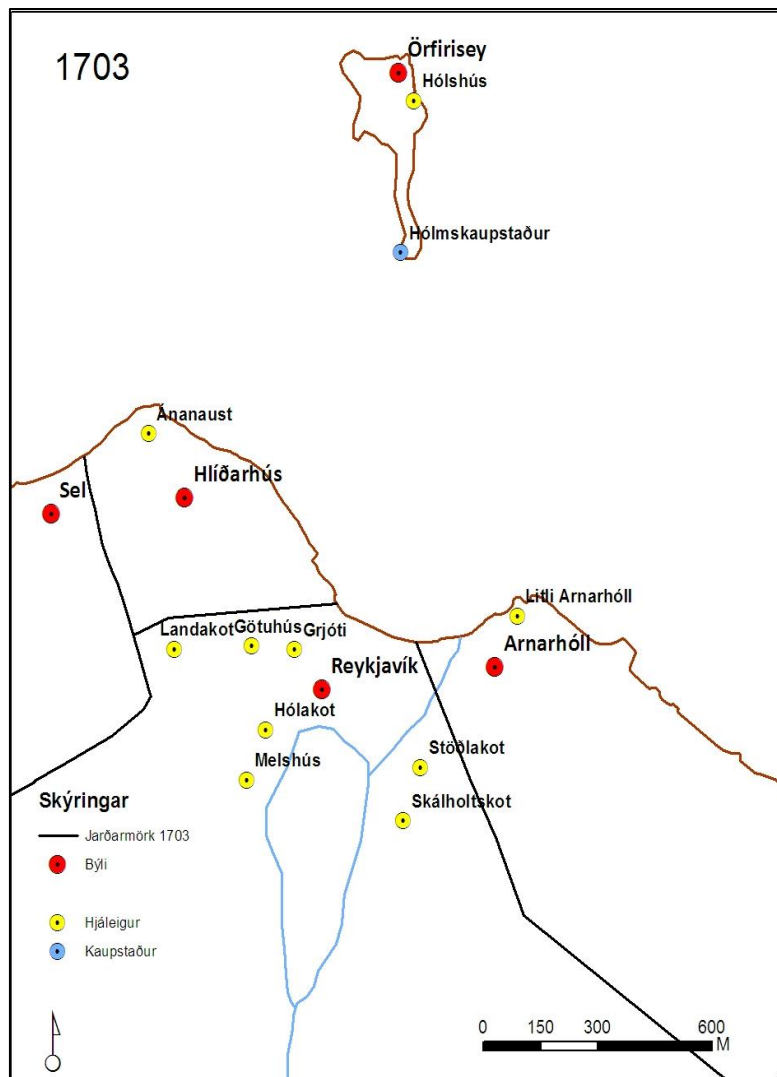 1703
Örfirisey
Hólshús
Hólmskaupstaður
Ánanaust
Hlíðarhús
Sel
Litli Arnarhóll
Landakot
Götuhús
Grjóti
Arnarhóll
Reykjavík
Hólakot
Stöðlakot
Melshús
Skálholtskot
Skýringar
Jarðarmörk 1703
Býli
Hjáleigur
Kaupstaður
0 150 300 600
M